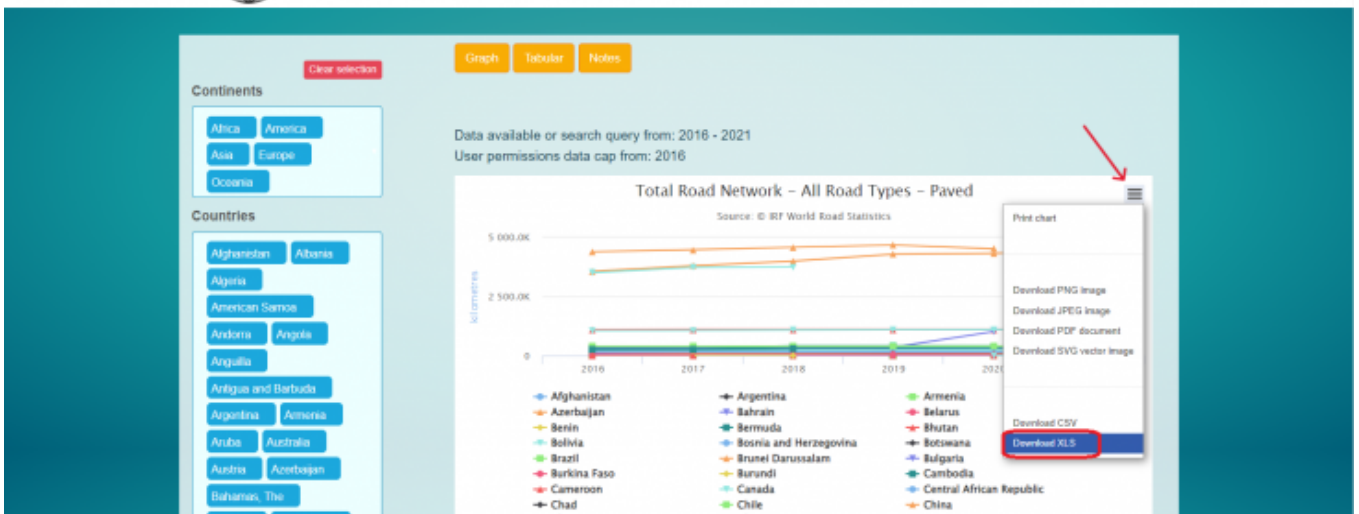 Clear selection
Continents
Africa America
Asia Europe
Oceania
Countries
Afghanistan Albania
Algeria
American Samoa
Andorra Angola
Anguilla
Antigua and Barbuda
Argentina Armenia
Aruba Australia
Austria Azerbaijan
Bahamas, The
Graph Tabular Notes
Data available or search query from: 2016 - 2021
User permissions data cap from: 2016
Total Road Network – All Road Types – Paved
Source: © IRF World Road Statistics
kilometres
5 000.0K
2 500.0K
0
2016 2017 2018 2019 2020
Afghanistan Argentina Armenia
Azerbaijan Bahrain Belarus
Benin Bermuda Bhutan
Bolivia Bosnia and Herzegovina Botswana
Brazil Brunei Darussalam Bulgaria
Burkina Faso Burundi Cambodia
Cameroon Canada Central African Republic
Chad Chile China
Print chart
Download PNG image
Download JPEG image
Download PDF document
Download SVG vector image
Download CSV
Download XLS